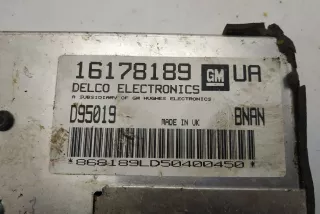 16178189 GM UA
DELCO ELECTRONICS
A SUBSIDIARY OF GM HUGHES ELECTRONICS
D95019 MADE IN UK BNAN
*868189LD50400450*